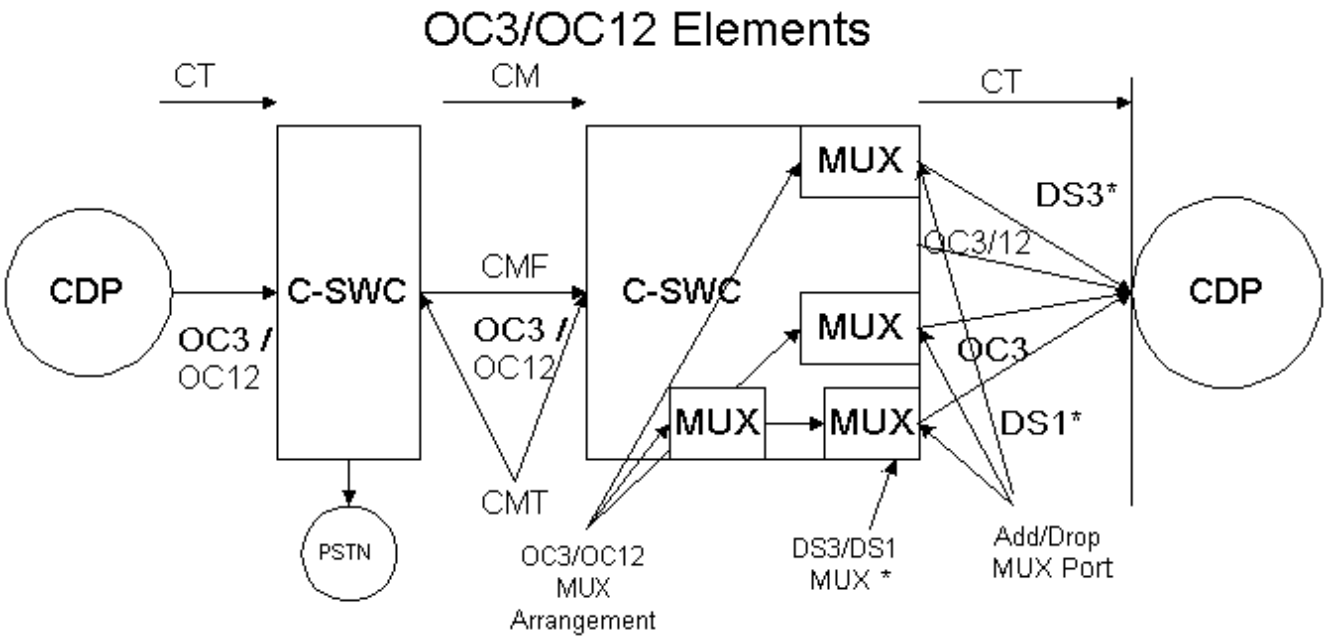 OC3/OC12 Elements
CT
CM
CT
MUX
DS3*
OC3/12
CDP
C-SWC
CMF
C-SWC
CDP
OC3 /
OC12
OC3 /
OC12
MUX
OC3
MUX
MUX
DS1*
CMT
PSTN
OC3/OC12
MUX
Arrangement
DS3/DS1
MUX *
Add/Drop
MUX Port